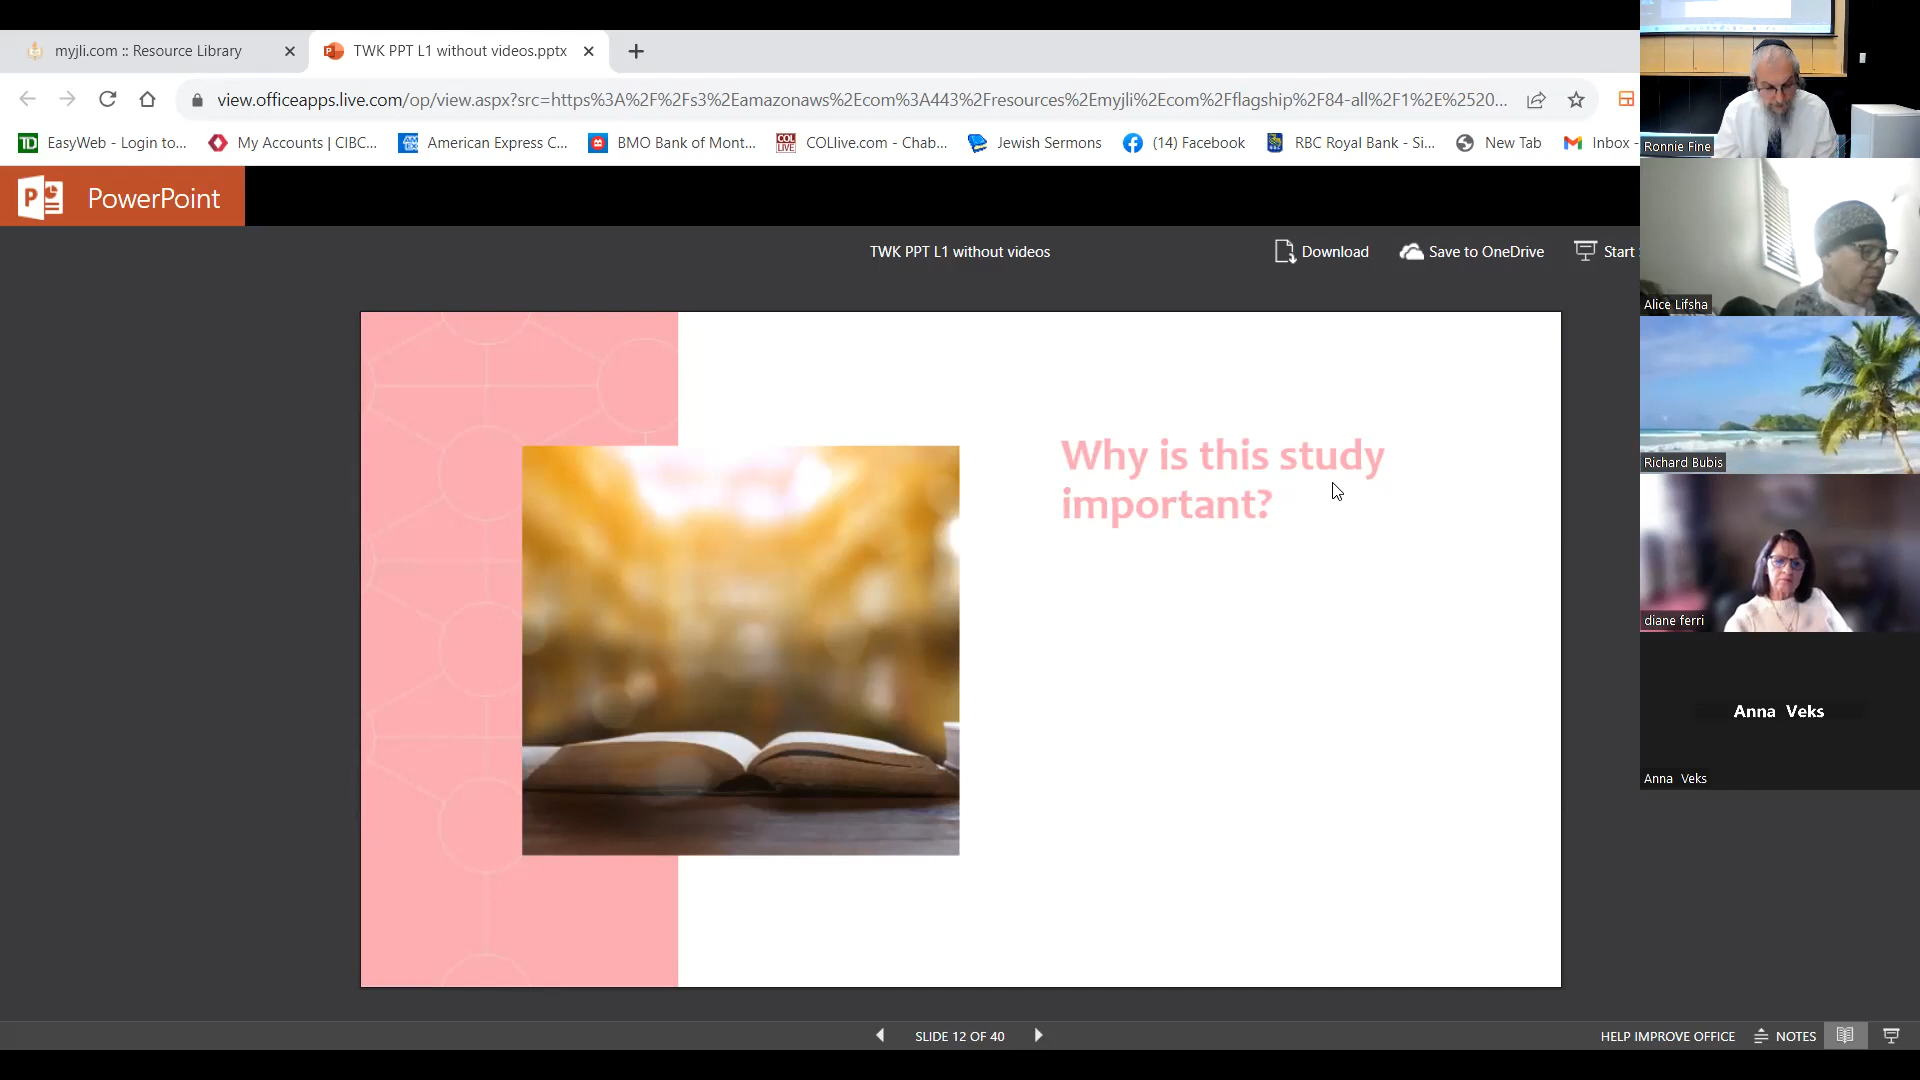 myjli.com :: Resource Library
TWK PPT L1 without videos.pptx
view.officeapps.live.com/op/view.aspx?src=https%3A%2F%2Fs3%2Eamazonaws%2Ecom%3A443%2Fresources%2Emyjli%2Ecom%2Fflagship%2F84-all%2F1%2E%2520...
EasyWeb - Login to...
My Accounts | CIBC...
American Express C...
BMO Bank of Mont...
COLlive.com - Chab...
Jewish Sermons
(14) Facebook
RBC Royal Bank - Si...
New Tab
Inbox -
PowerPoint
TWK PPT L1 without videos
Download
Save to OneDrive
Start
Why is this study
important?
Ronnie Fine
Alice Lifsha
Richard Bubis
diane ferri
Anna Veks
Anna Veks
SLIDE 12 OF 40
HELP IMPROVE OFFICE
NOTES